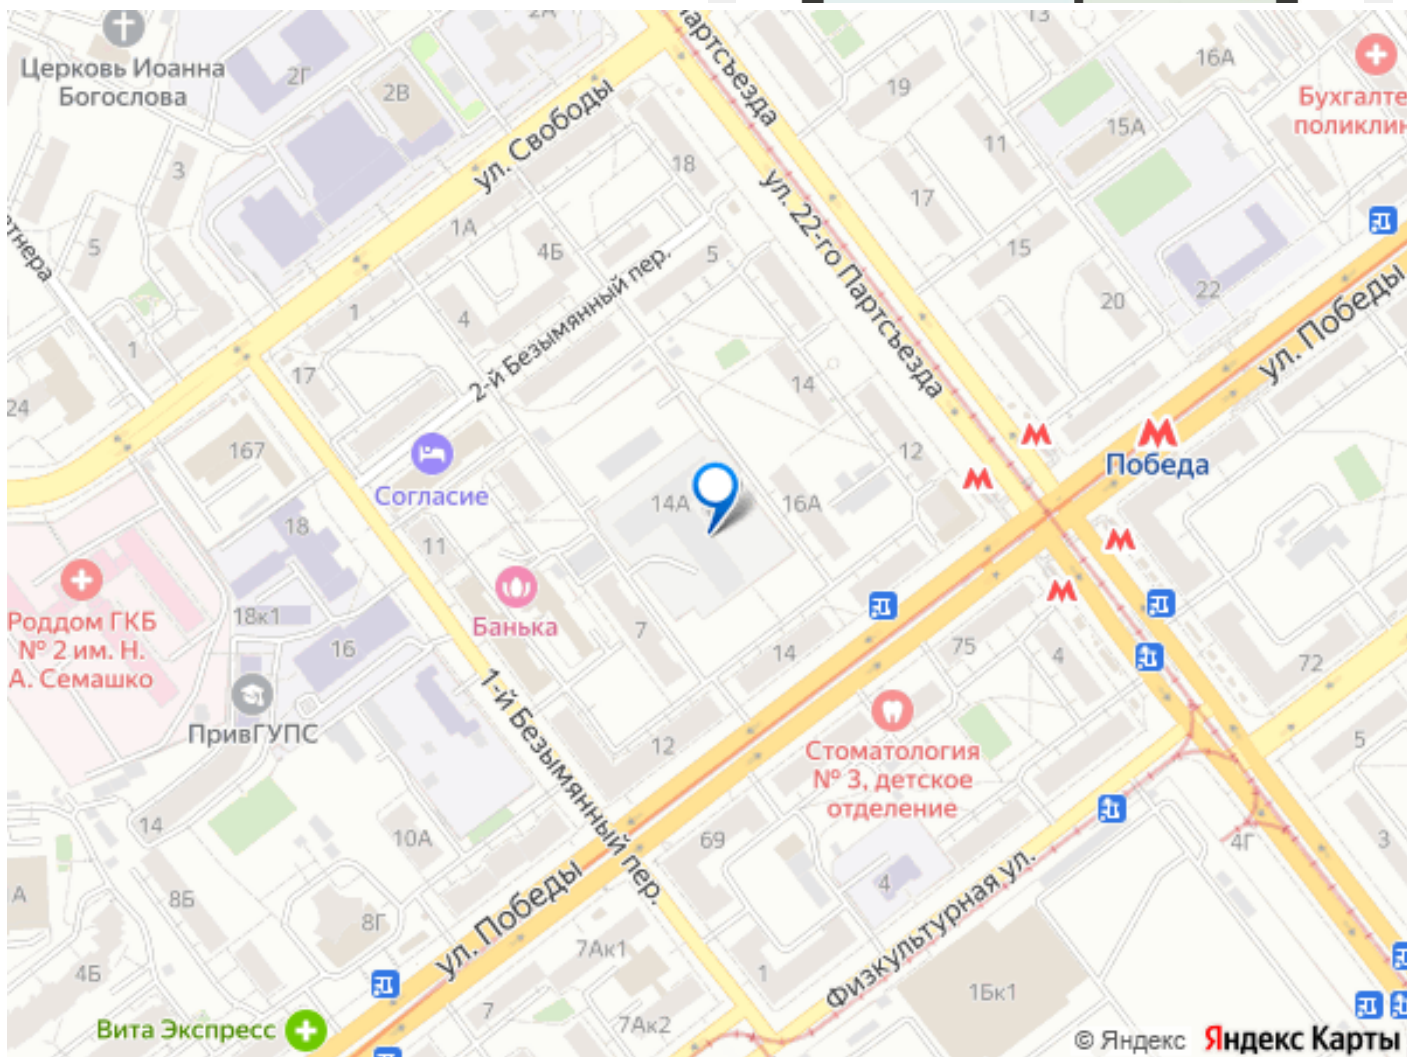 2А
13
Партсъезда
Церковь Иоанна
Богослова
2Г
2В
19
16А
Бухгалте
поликлин
ул. Свободы
15А
11
3
18
17
ул. 22-го Партсъезда
1А
4Б
5
5
15
22
20
ул. Победы
2-й Безымянный пер.
1
4
1
17
14
24
167
12
Победа
Согласие
14А
16А
18
11
Роддом ГКБ
№ 2 им. Н.
А. Семашко
18к1
16
Банька
7
14
75
4
72
ПривГУПС
1-й Безымянный пер.
12
Стоматология
№ 3, детское
отделение
5
14
10А
69
4Г
3
А
8Б
8Г
4
ул. Победы
Физкультурная ул.
4Б
7Ак1
1
1Бк1
7
7Ак2
Вита Экспресс
© Яндекс Яндекс Карты